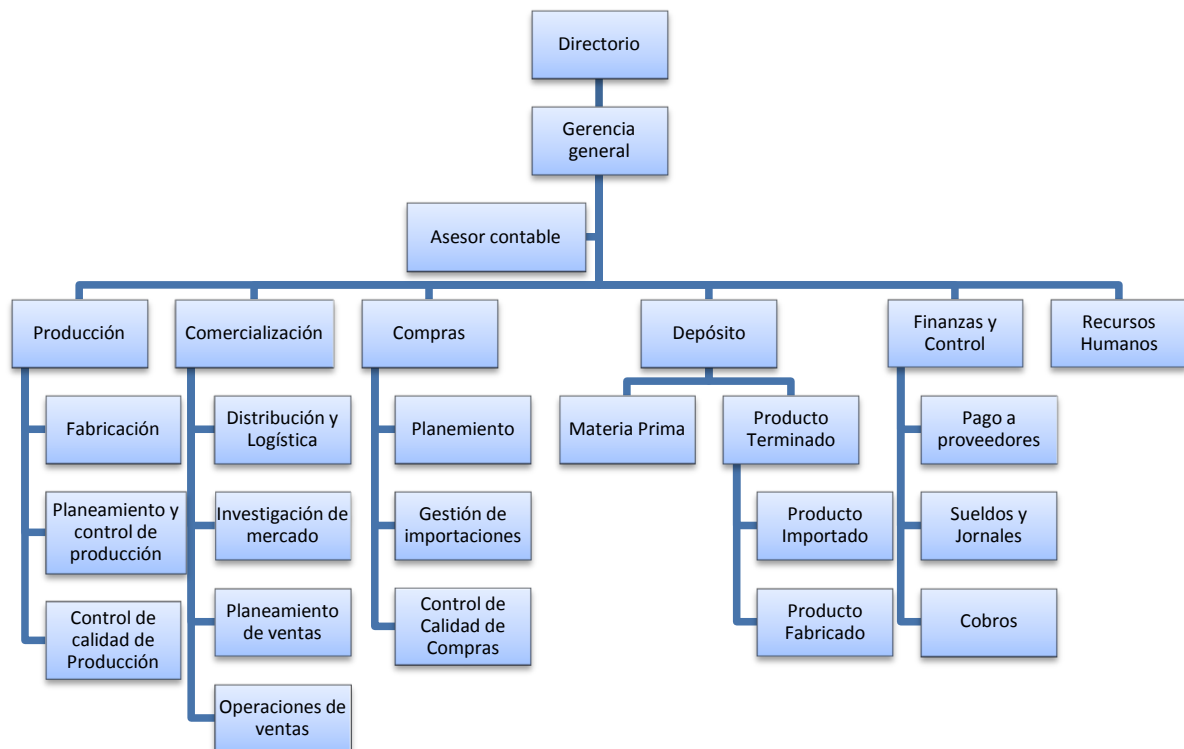 Directorio
Gerencia
general
Asesor contable
Producción
Comercialización
Compras
Depósito
Finanzas y
Control
Recursos
Humanos
Fabricación
Planeamiento y
control de
producción
Control de
calidad de
Producción
Distribución y
Logística
Investigación de
mercado
Planeamiento
de ventas
Operaciones de
ventas
Planemiento
Gestión de
importaciones
Control de
Calidad de
Compras
Materia Prima
Producto
Terminado
Producto
Importado
Producto
Fabricado
Pago a
proveedores
Sueldos y
Jornales
Cobros